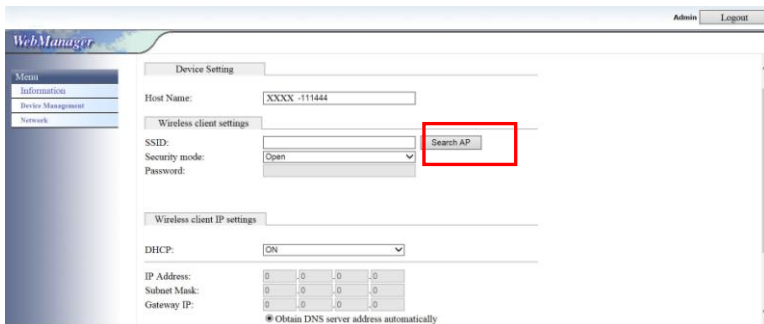 Admin Logout
WebManager
Device Setting
Menu
Information
Device Management
Network
Host Name: XXXX -111444
Wireless client settings
SSID: Search AP
Security mode: Open
Password:
Wireless client IP settings
DHCP: ON
IP Address: 0 .0 .0 .0
Subnet Mask: 0 .0 .0 .0
Gateway IP: 0 .0 .0 .0
Obtain DNS server address automatically